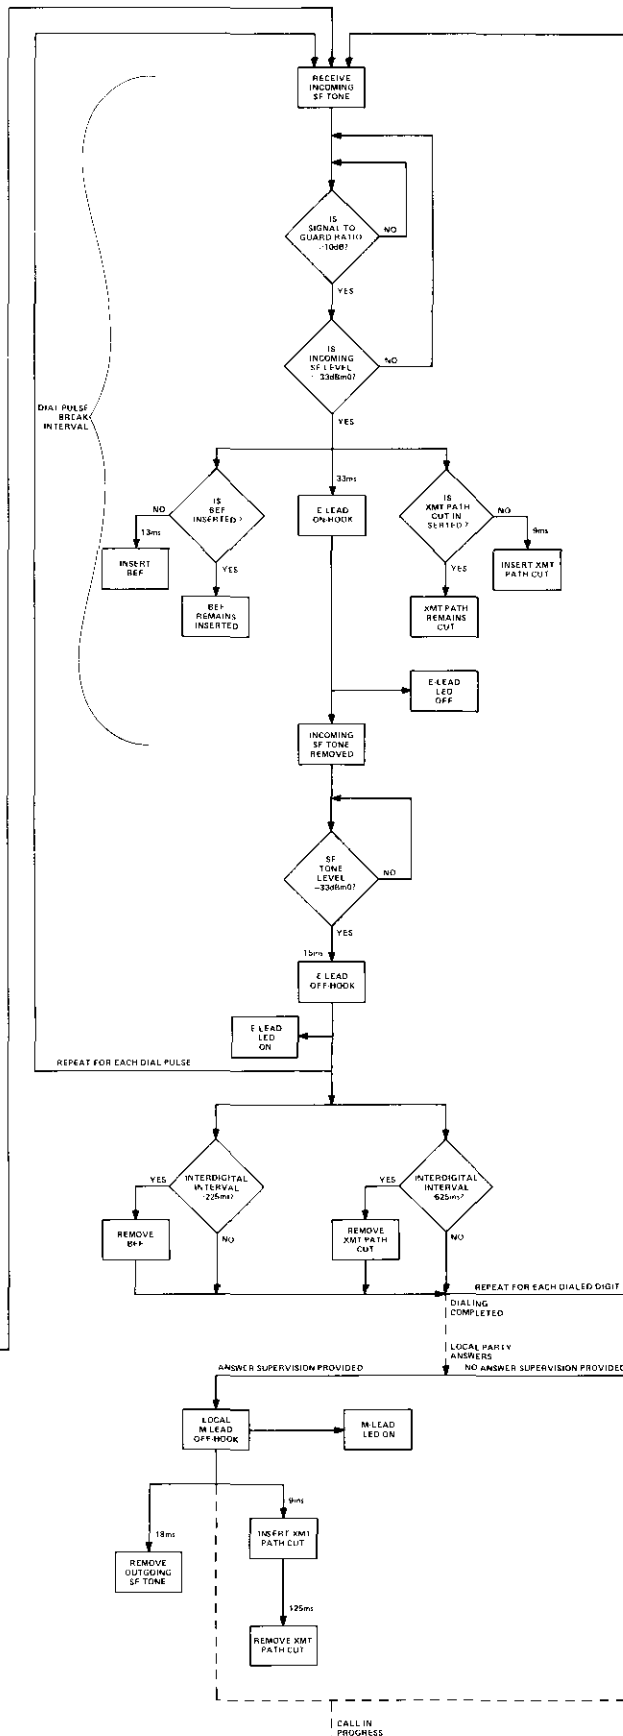 RECEIVE
INCOMING
SF TONE
IS
SIGNAL TO
GUARD RATIO
10dB?
NO
YES
IS
INCOMING
SF LEVEL
33dBm0?
NO
YES
DIAL PULSE
BREAK
INTERVAL
IS
BEF
INSERTED?
NO
13ms
INSERT
BEF
YES
BEF
REMAINS
INSERTED
33ms
E LEAD
ON-HOOK
IS
XMT PATH
CUT IN
SERTED?
NO
9ms
INSERT XMT
PATH CUT
YES
XMT PATH
REMAINS
CUT
E-LEAD
LED
OFF
INCOMING
SF TONE
REMOVED
SF
TONE
LEVEL
-33dBm0?
NO
YES
15ms
E LEAD
OFF-HOOK
E LEAD
LED
ON
REPEAT FOR EACH DIAL PULSE
INTERDIGITAL
INTERVAL
225ms?
YES
REMOVE
BEF
NO
INTERDIGITAL
INTERVAL
625ms?
YES
REMOVE
XMT PATH
CUT
NO
REPEAT FOR EACH DIALED DIGIT
DIALING
COMPLETED
LOCAL PARTY
ANSWERS
ANSWER SUPERVISION PROVIDED
NO ANSWER SUPERVISION PROVIDED
LOCAL
M LEAD
OFF-HOOK
M-LEAD
LED ON
18ms
REMOVE
OUTGOING
SF TONE
9ms
INSERT XMT
PATH CUT
125ms
REMOVE XMT
PATH CUT
CALL IN
PROGRESS